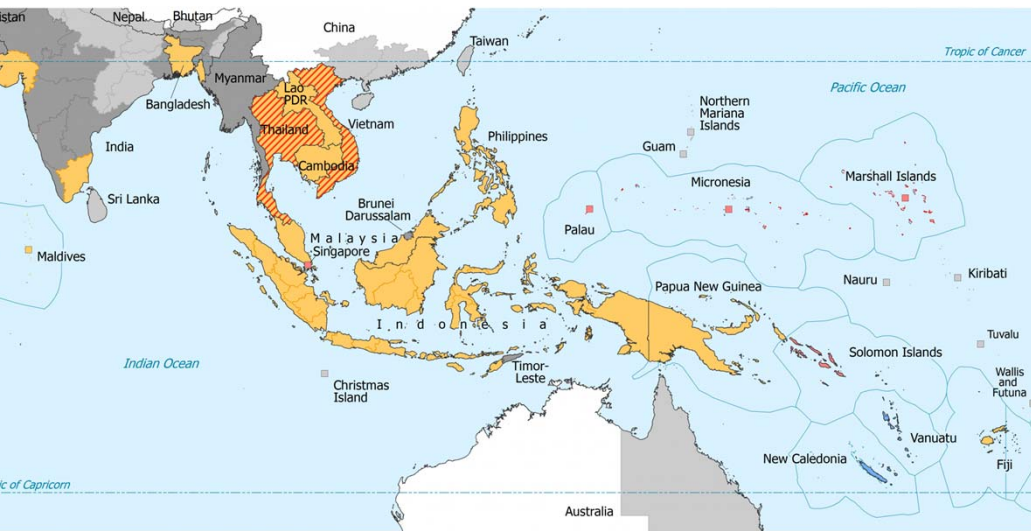 istan
Nepal
Bhutan
China
Taiwan
Tropic of Cancer
Pacific Ocean
Myanmar
Lao
PDR
Bangladesh
Northern
Mariana
Islands
Thailand
Vietnam
Philippines
India
Guam
Cambodia
Micronesia
Marshall Islands
Sri Lanka
Brunei
Darussalam
Palau
Malaysia
Singapore
Maldives
Kiribati
Nauru
Papua New Guinea
Indonesia
Tuvalu
Solomon Islands
Indian Ocean
Timor-
Leste
Wallis
and
Futuna
Christmas
Island
Vanuatu
New Caledonia
Fiji
ic of Capricorn
Australia